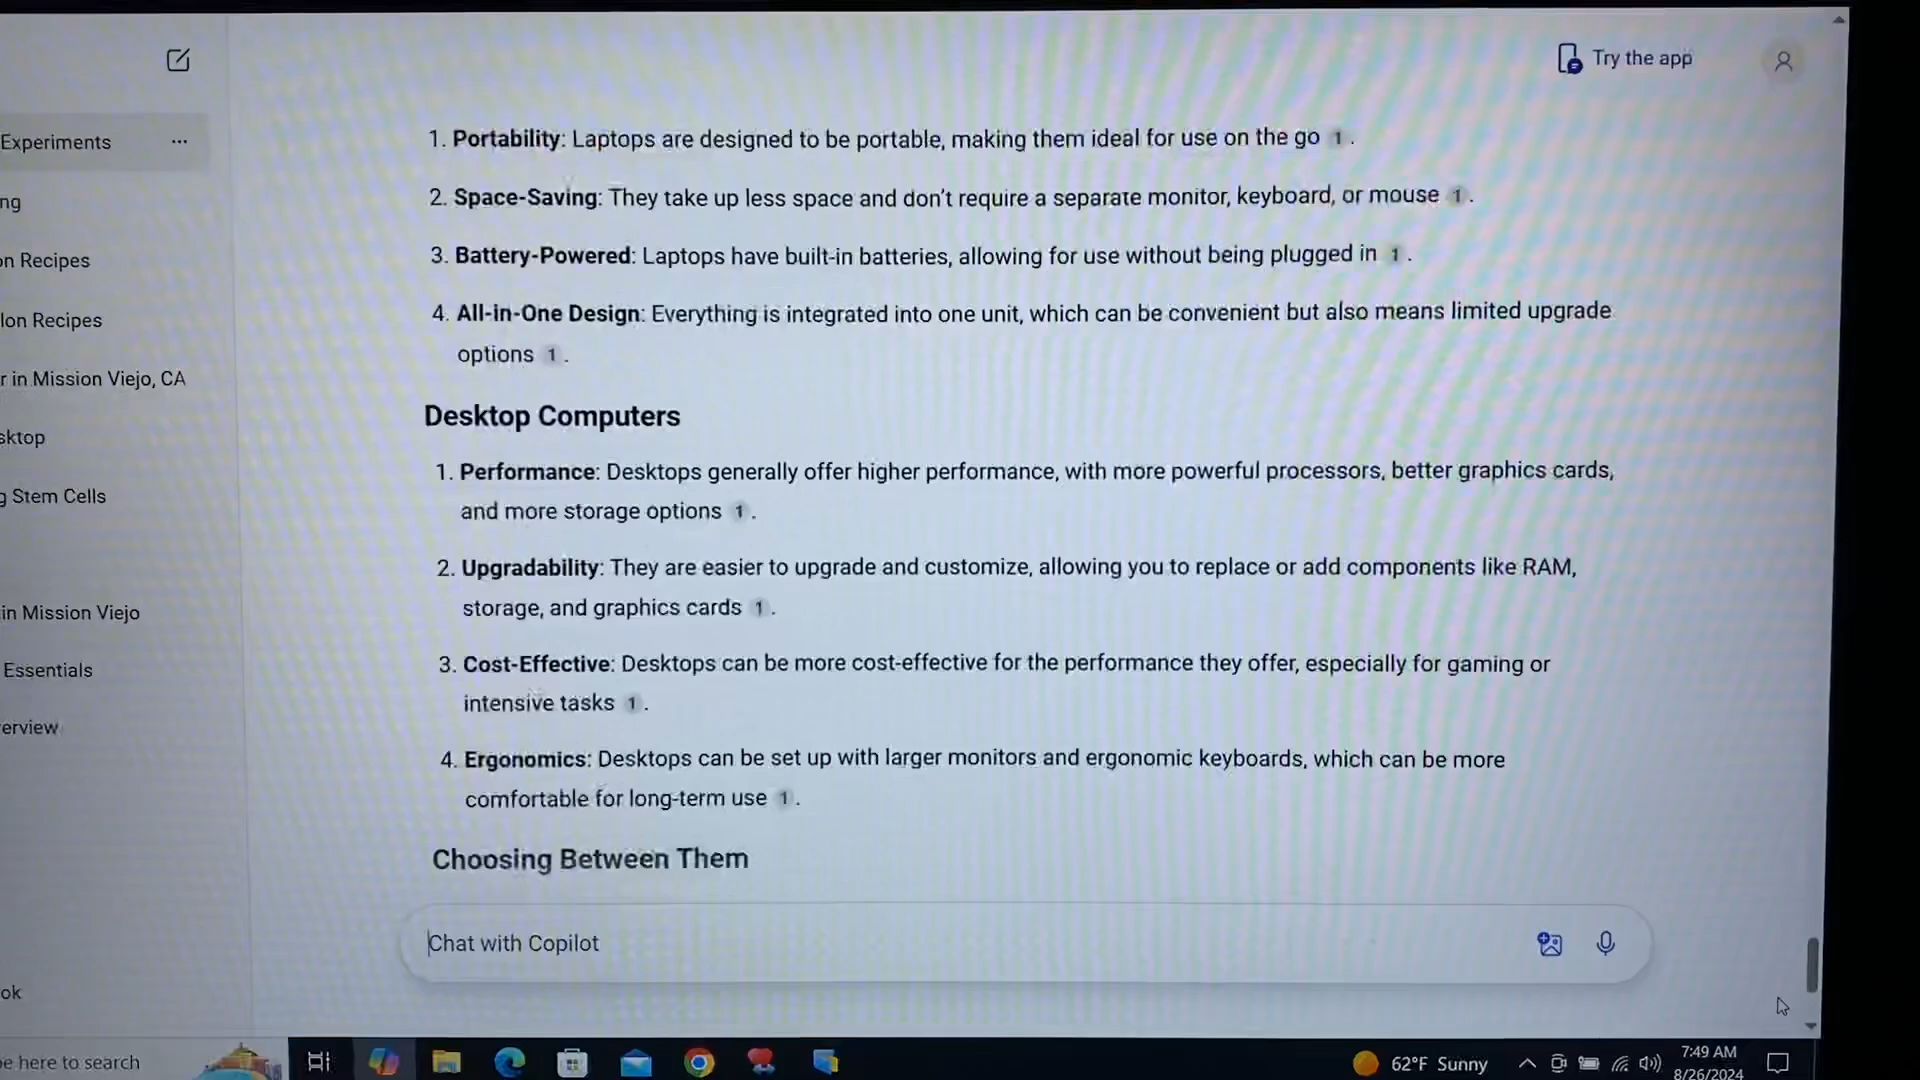 Try the app
Experiments ...
ng
on Recipes
lon Recipes
r in Mission Viejo, CA
sktop
g Stem Cells
in Mission Viejo
Essentials
erview
ok
1. Portability: Laptops are designed to be portable, making them ideal for use on the go 1 .
2. Space-Saving: They take up less space and don't require a separate monitor, keyboard, or mouse 1 .
3. Battery-Powered: Laptops have built-in batteries, allowing for use without being plugged in 1 .
4. All-in-One Design: Everything is integrated into one unit, which can be convenient but also means limited upgrade
options 1 .
Desktop Computers
1. Performance: Desktops generally offer higher performance, with more powerful processors, better graphics cards,
and more storage options 1 .
2. Upgradability: They are easier to upgrade and customize, allowing you to replace or add components like RAM,
storage, and graphics cards 1 .
3. Cost-Effective: Desktops can be more cost-effective for the performance they offer, especially for gaming or
intensive tasks 1 .
4. Ergonomics: Desktops can be set up with larger monitors and ergonomic keyboards, which can be more
comfortable for long-term use 1 .
Choosing Between Them
Chat with Copilot
be here to search
62°F Sunny
7:49 AM
8/26/2024